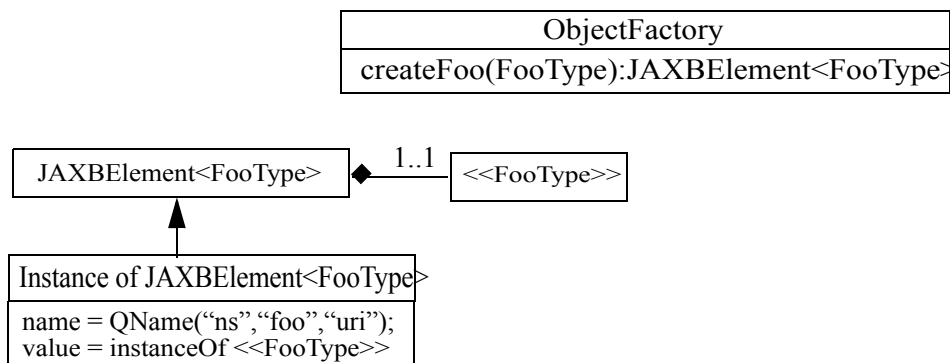 ObjectFactory
createFoo(FooType):JAXBElement<FooType>
JAXBElement<FooType>
1..1
<<FooType>>
Instance of JAXBElement<FooType>
name = QName(“ns”,“foo”,“uri”);
value = instanceOf <<FooType>>